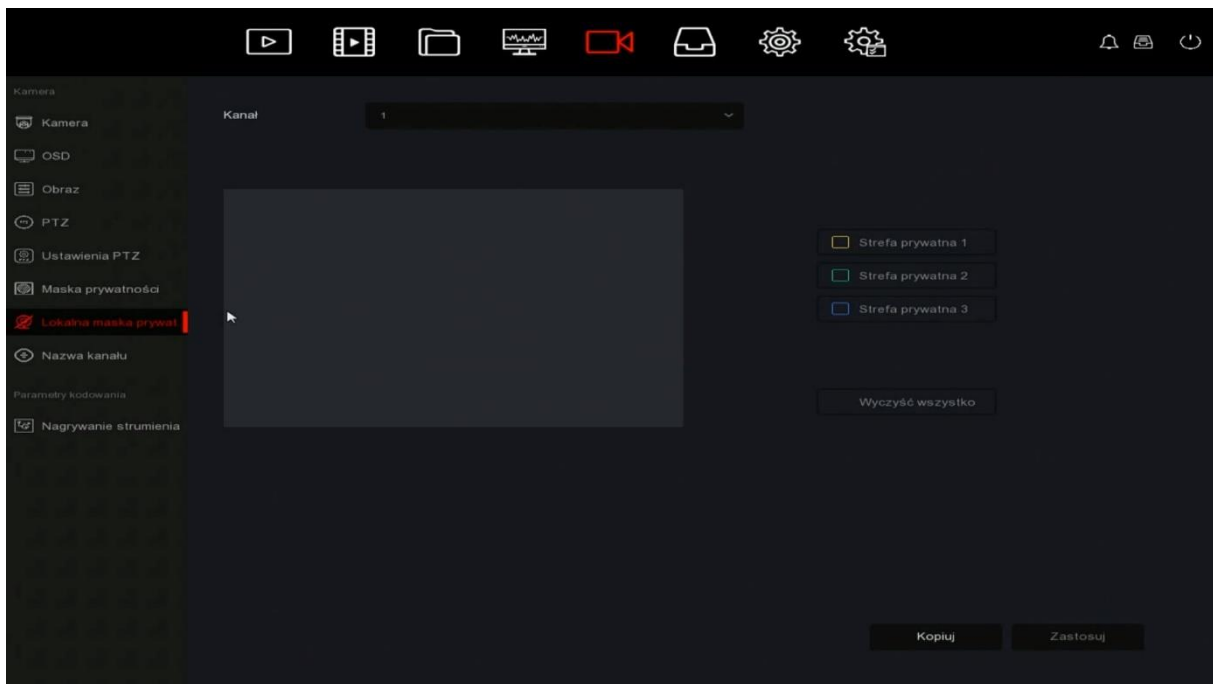 Kamera
Kamera
OSD
Obraz
PTZ
Ustawienia PTZ
Maska prywatności
Lokalna maska prywat
Nazwa kanału
Parametry kodowania
Nagrywanie strumienia
Kanał 1
Strefa prywatna 1
Strefa prywatna 2
Strefa prywatna 3
Wyczyść wszystko
Kopiuj Zastosuj